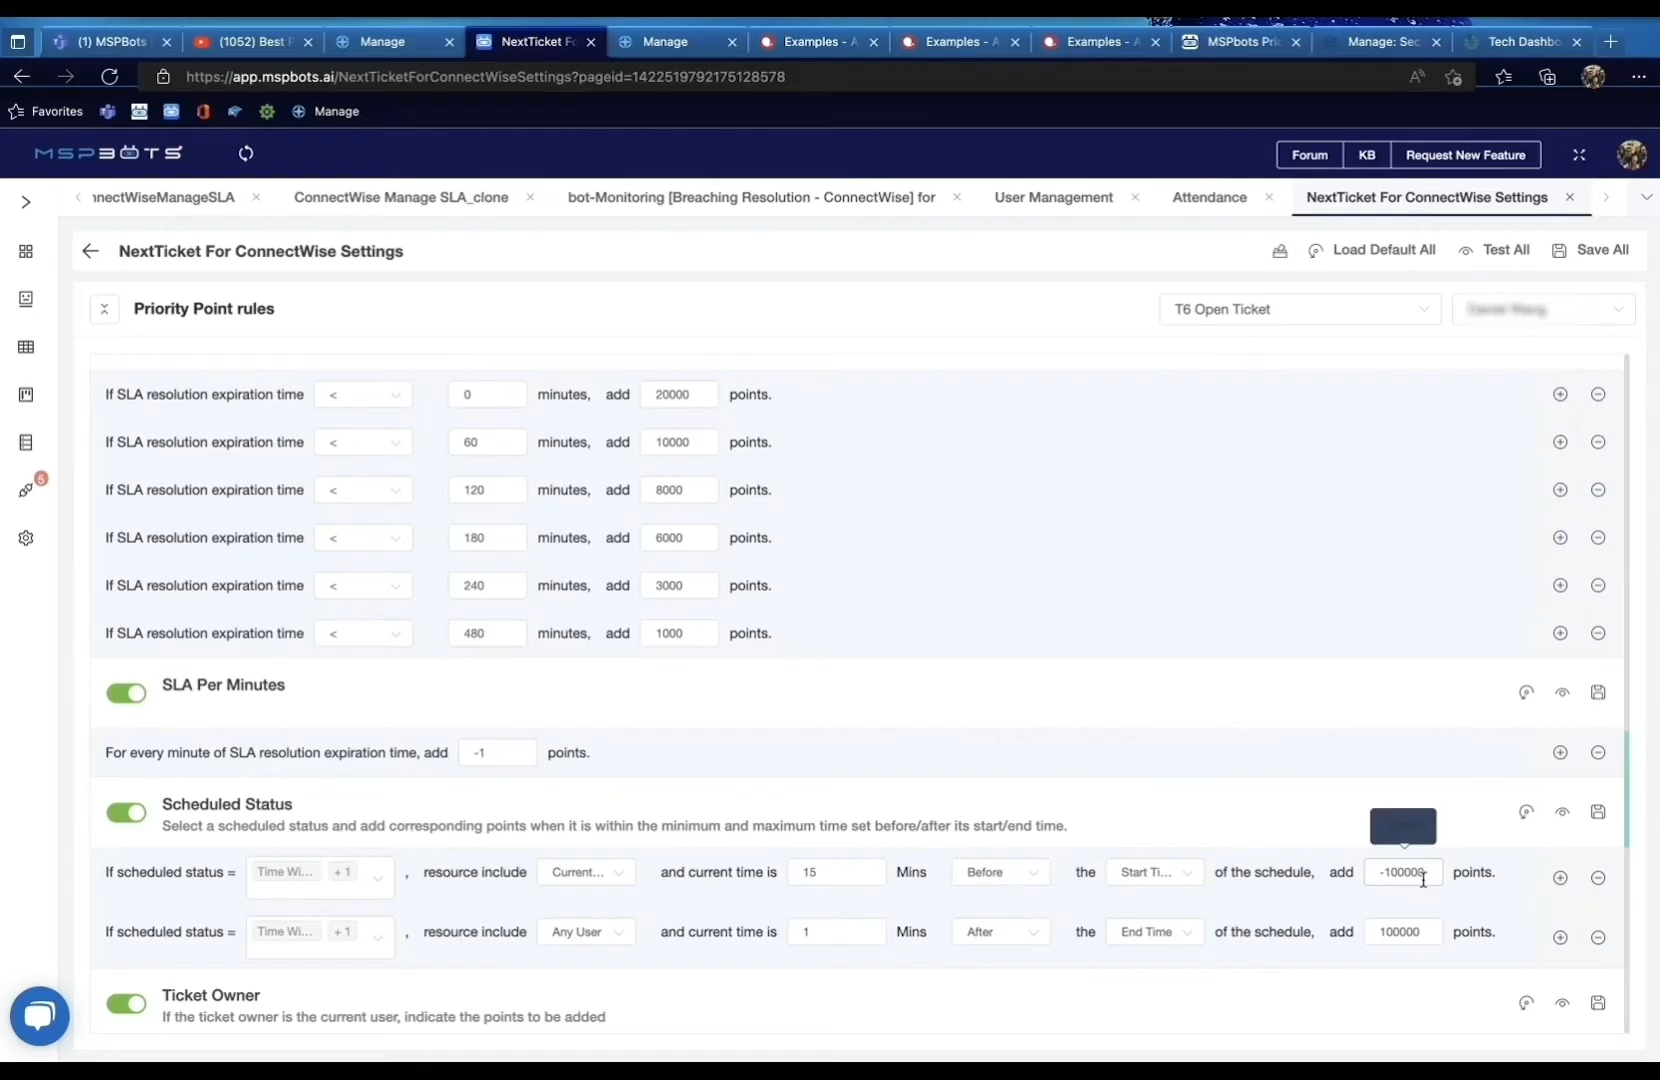 (1) MSPBots
(1052) Best F
Manage
NextTicket Fo
Manage
Examples - A
Examples - A
Examples - A
MSPbots Pric
Manage: Sec
Tech Dashbo
https://app.mspbots.ai/NextTicketForConnectWiseSettings?pageid=1422519792175128578
Favorites
Manage
MSPBOTS
Forum
KB
Request New Feature
nnectWiseManageSLA
ConnectWise Manage SLA_clone
bot-Monitoring [Breaching Resolution - ConnectWise] for
User Management
Attendance
NextTicket For ConnectWise Settings
NextTicket For ConnectWise Settings
Load Default All
Test All
Save All
Priority Point rules
T6 Open Ticket
If SLA resolution expiration time < 0 minutes, add 20000 points.
If SLA resolution expiration time < 60 minutes, add 10000 points.
If SLA resolution expiration time < 120 minutes, add 8000 points.
5
If SLA resolution expiration time < 180 minutes, add 6000 points.
If SLA resolution expiration time < 240 minutes, add 3000 points.
If SLA resolution expiration time < 480 minutes, add 1000 points.
SLA Per Minutes
For every minute of SLA resolution expiration time, add -1 points.
Scheduled Status
Select a scheduled status and add corresponding points when it is within the minimum and maximum time set before/after its start/end time.
If scheduled status = Time Wi... + 1 , resource include Current... and current time is 15 Mins Before the Start Ti... of the schedule, add -100000 points.
If scheduled status = Time Wi... + 1 , resource include Any User and current time is 1 Mins After the End Time of the schedule, add 100000 points.
Ticket Owner
If the ticket owner is the current user, indicate the points to be added